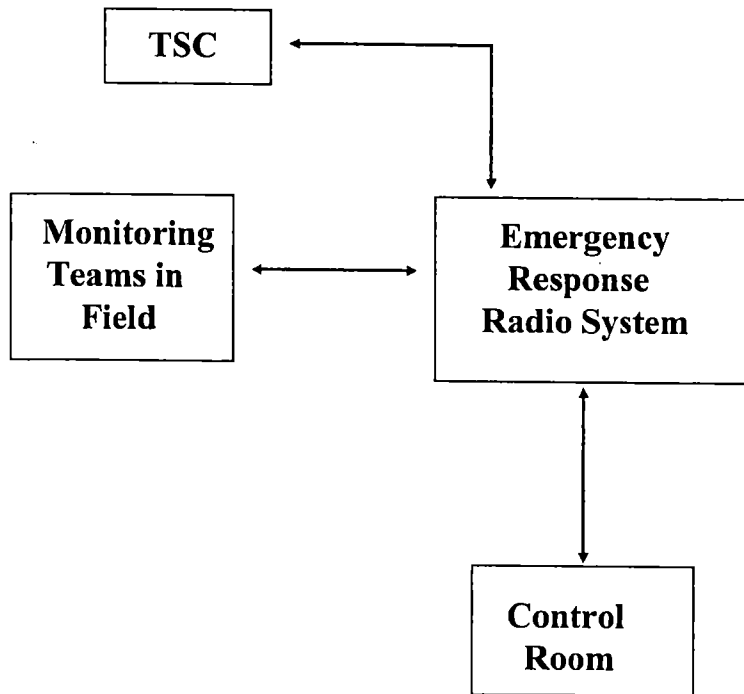 TSC
Monitoring
Teams in
Field
Emergency
Response
Radio System
Control
Room